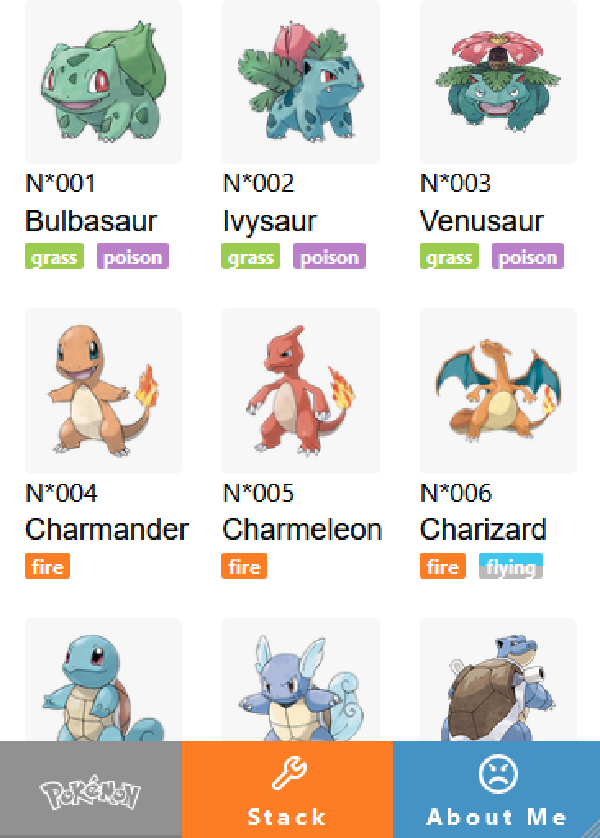 N*001 N*002 N*003
Bulbasaur Ivysaur Venusaur
grass poison grass poison grass poison
N*004 N*005 N*006
Charmander Charmeleon Charizard
fire fire fire flying
POKéMON Stack About Me